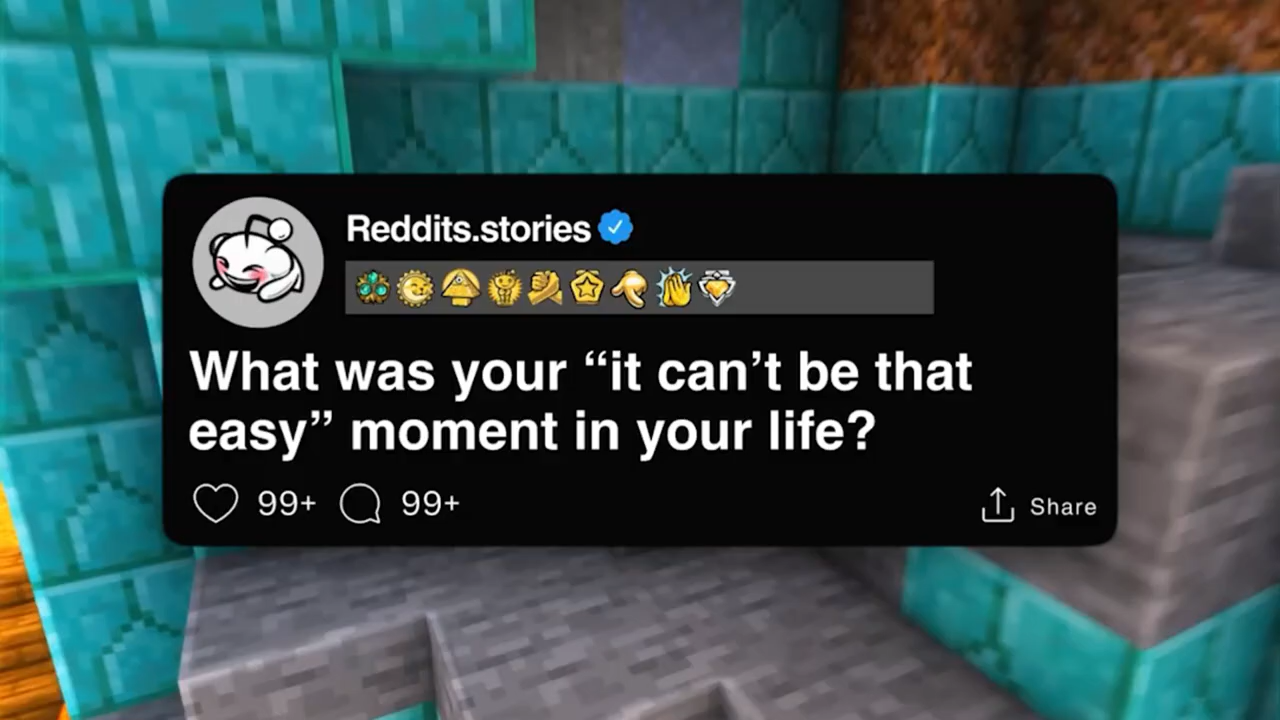 Reddits.stories
What was your “it can’t be that
easy” moment in your life?
99+ 99+ Share